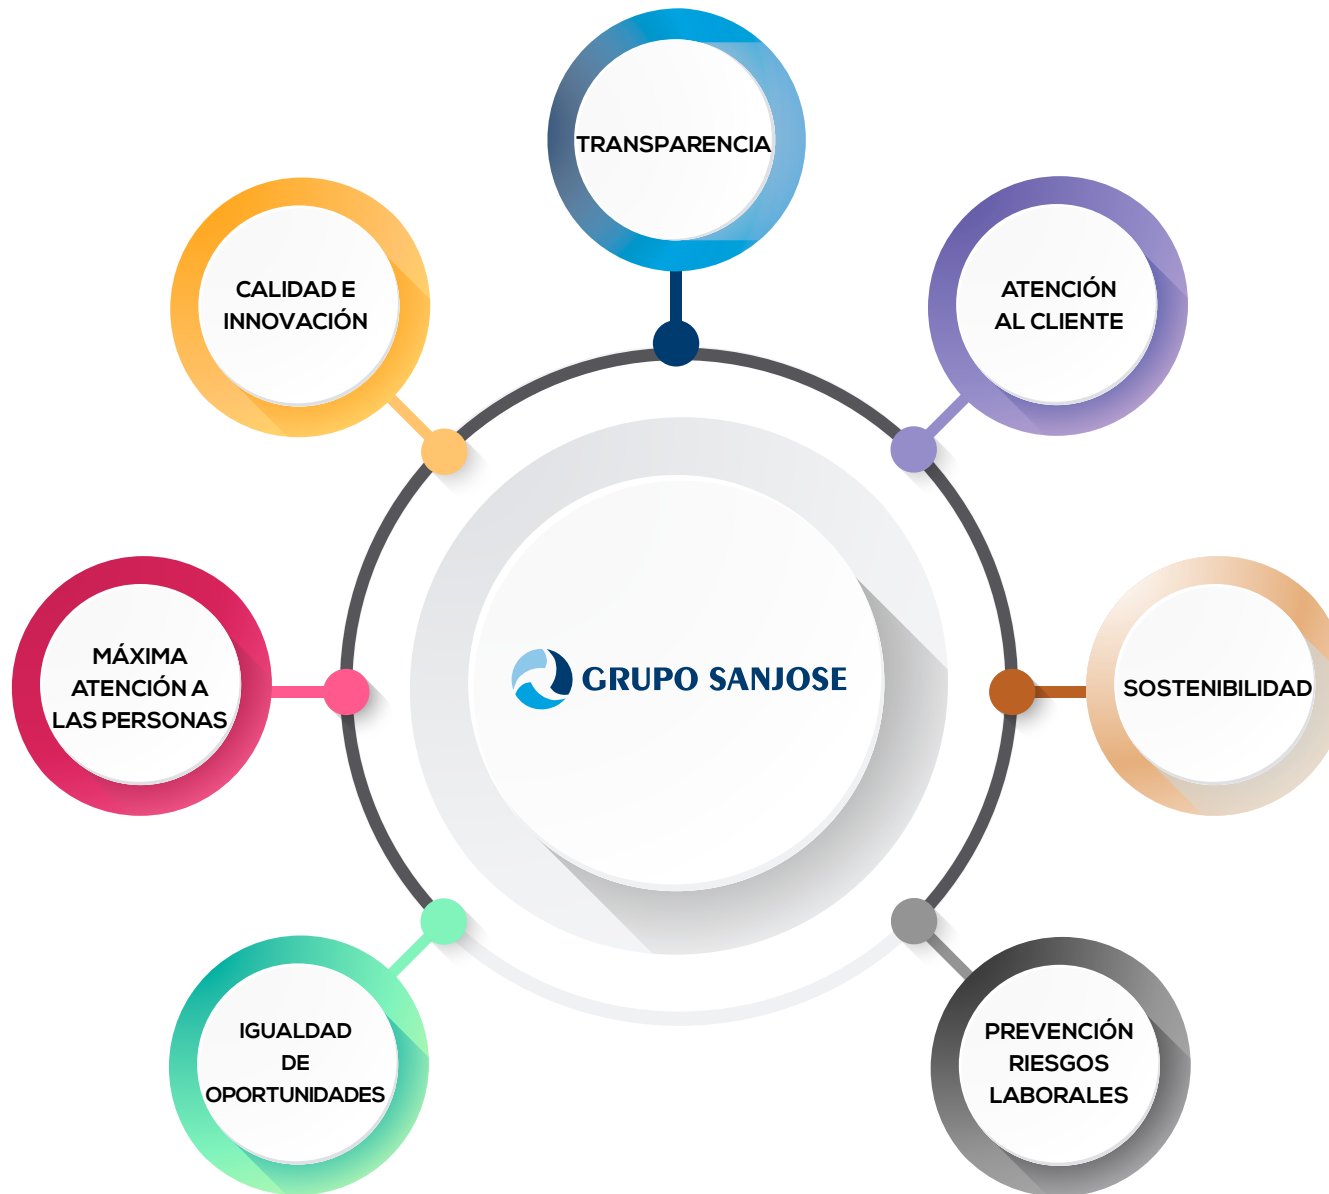 TRANSPARENCIA
CALIDAD E
INNOVACIÓN
ATENCIÓN
AL CLIENTE
MÁXIMA
ATENCIÓN A
LAS PERSONAS
GRUPO SANJOSE
SOSTENIBILIDAD
IGUALDAD
DE
OPORTUNIDADES
PREVENCIÓN
RIESGOS
LABORALES